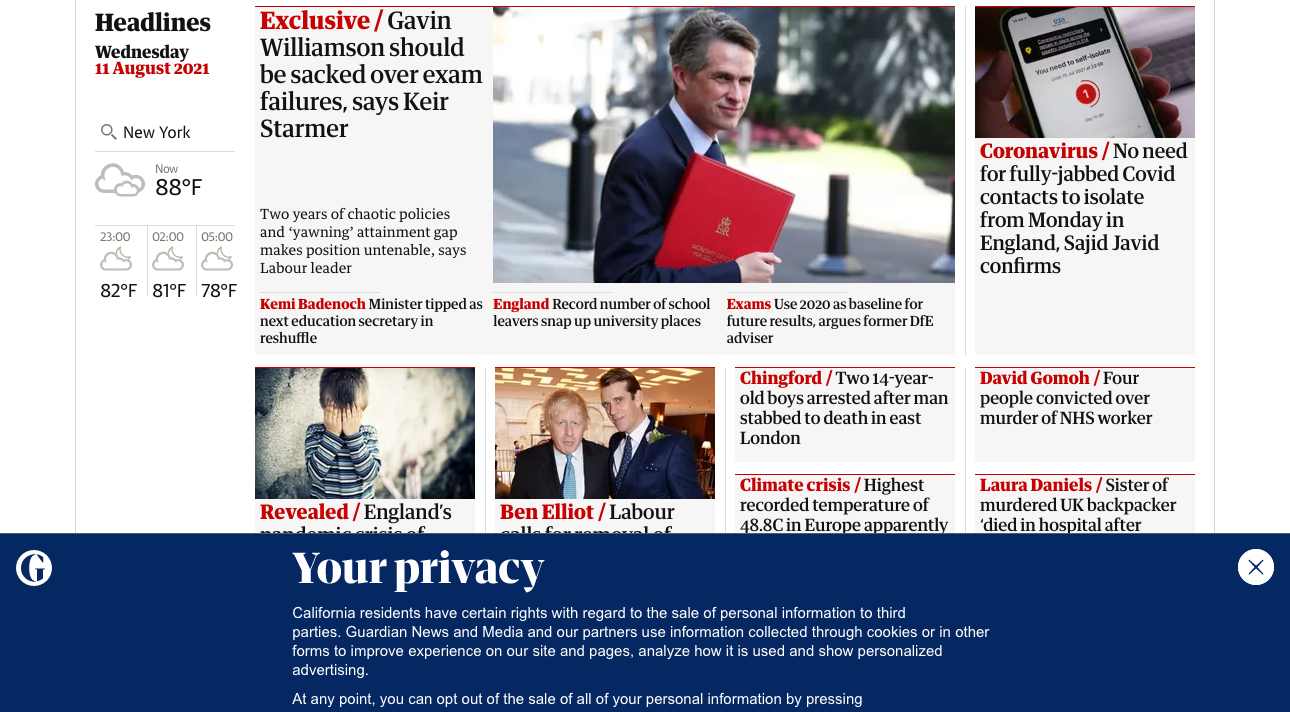 Headlines
Wednesday
11 August 2021
New York
Now
88°F
23:00
02:00
05:00
82°F
81°F
78°F
Exclusive / Gavin
Williamson should
be sacked over exam
failures, says Keir
Starmer
Two years of chaotic policies
and ‘yawning’ attainment gap
makes position untenable, says
Labour leader
Kemi Badenoch Minister tipped as
next education secretary in
reshuffle
England Record number of school
leavers snap up university places
Exams Use 2020 as baseline for
future results, argues former DfE
adviser
You need to self-isolate
1
Coronavirus / No need
for fully-jabbed Covid
contacts to isolate
from Monday in
England, Sajid Javid
confirms
Revealed / England’s
pandemic crisis of
Ben Elliot / Labour
calls for removal of
Chingford / Two 14-year-
old boys arrested after man
stabbed to death in east
London
Climate crisis / Highest
recorded temperature of
48.8C in Europe apparently
David Gomoh / Four
people convicted over
murder of NHS worker
Laura Daniels / Sister of
murdered UK backpacker
‘died in hospital after
G
Your privacy
California residents have certain rights with regard to the sale of personal information to third
parties. Guardian News and Media and our partners use information collected through cookies or in other
forms to improve experience on our site and pages, analyze how it is used and show personalized
advertising.
At any point, you can opt out of the sale of all of your personal information by pressing